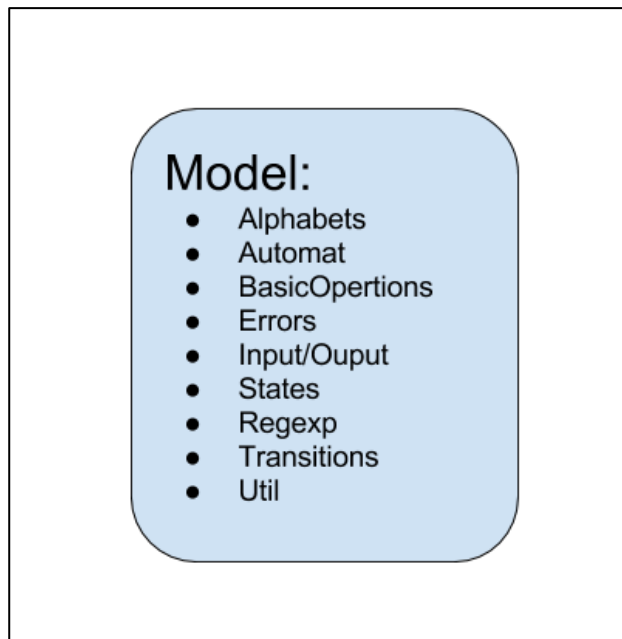 Model:
● Alphabets
● Automat
● BasicOpertions
● Errors
● Input/Ouput
● States
● Regexp
● Transitions
● Util